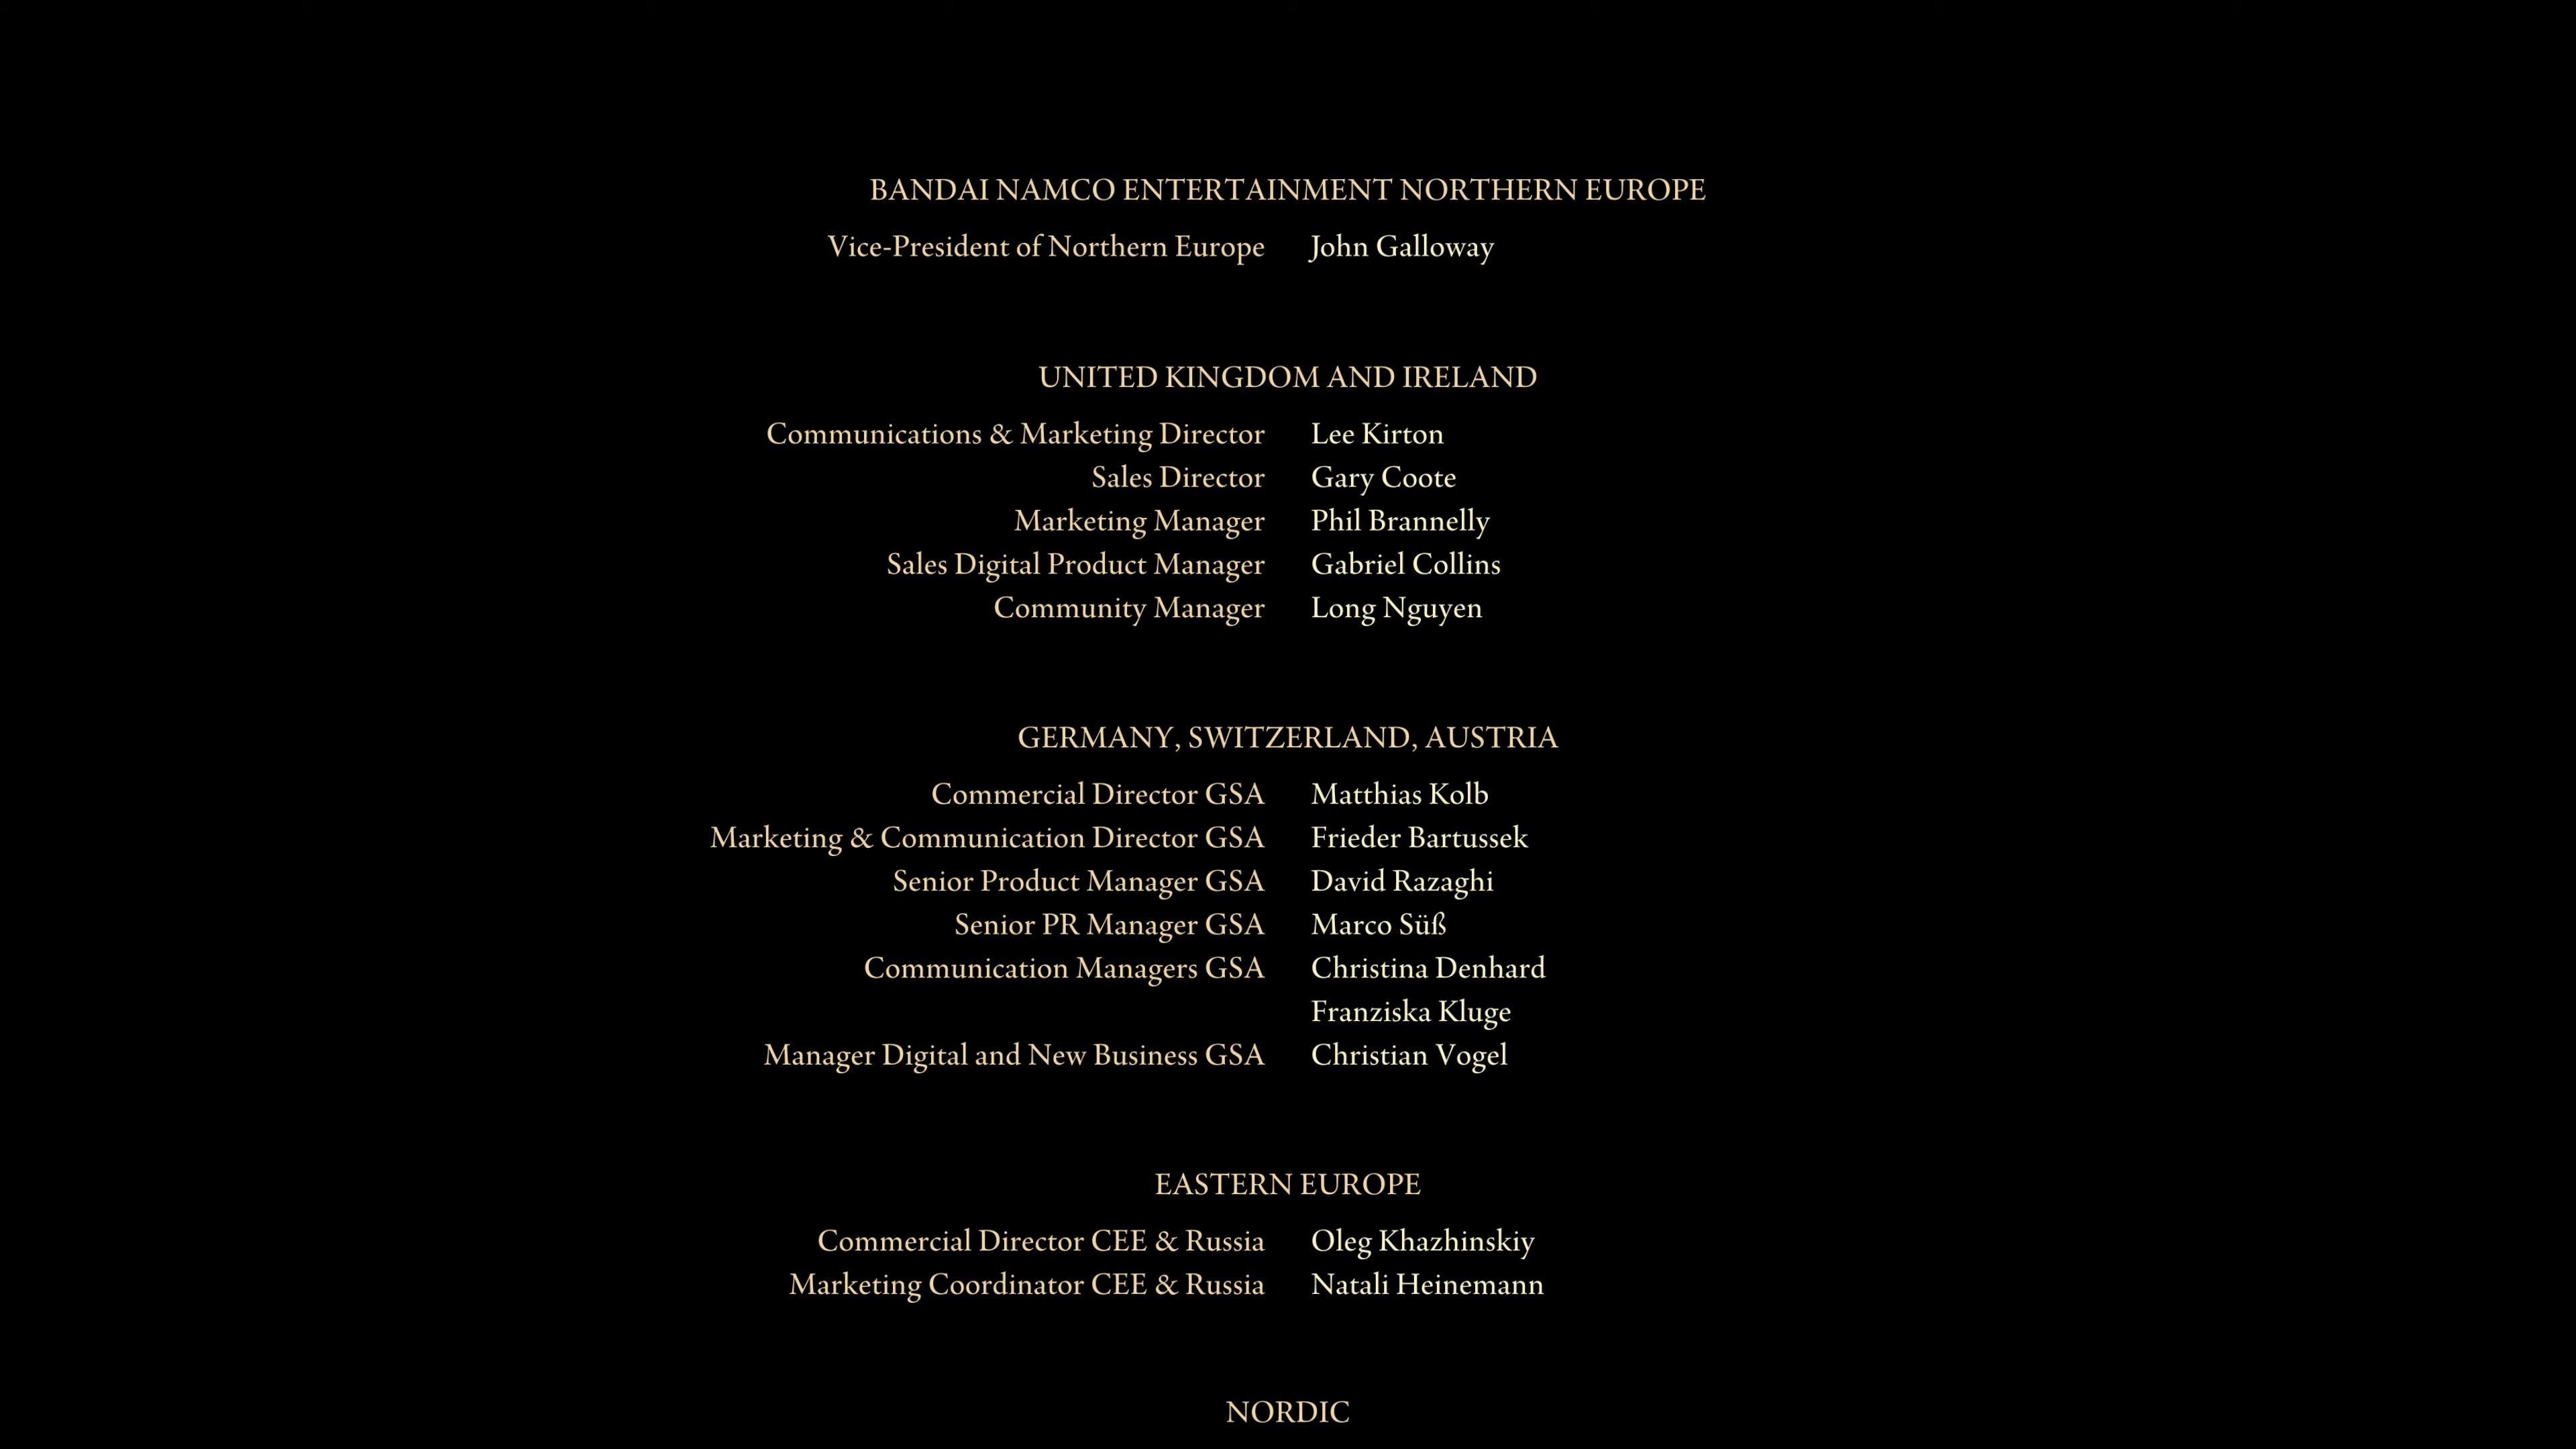 BANDAI NAMCO ENTERTAINMENT NORTHERN EUROPE
Vice-President of Northern Europe John Galloway
UNITED KINGDOM AND IRELAND
Communications & Marketing Director Lee Kirton
Sales Director Gary Coote
Marketing Manager Phil Brannelly
Sales Digital Product Manager Gabriel Collins
Community Manager Long Nguyen
GERMANY, SWITZERLAND, AUSTRIA
Commercial Director GSA Matthias Kolb
Marketing & Communication Director GSA Frieder Bartussek
Senior Product Manager GSA David Razaghi
Senior PR Manager GSA Marco Süß
Communication Managers GSA Christina Denhard
Franziska Kluge
Manager Digital and New Business GSA Christian Vogel
EASTERN EUROPE
Commercial Director CEE & Russia Oleg Khazhinskiy
Marketing Coordinator CEE & Russia Natali Heinemann
NORDIC